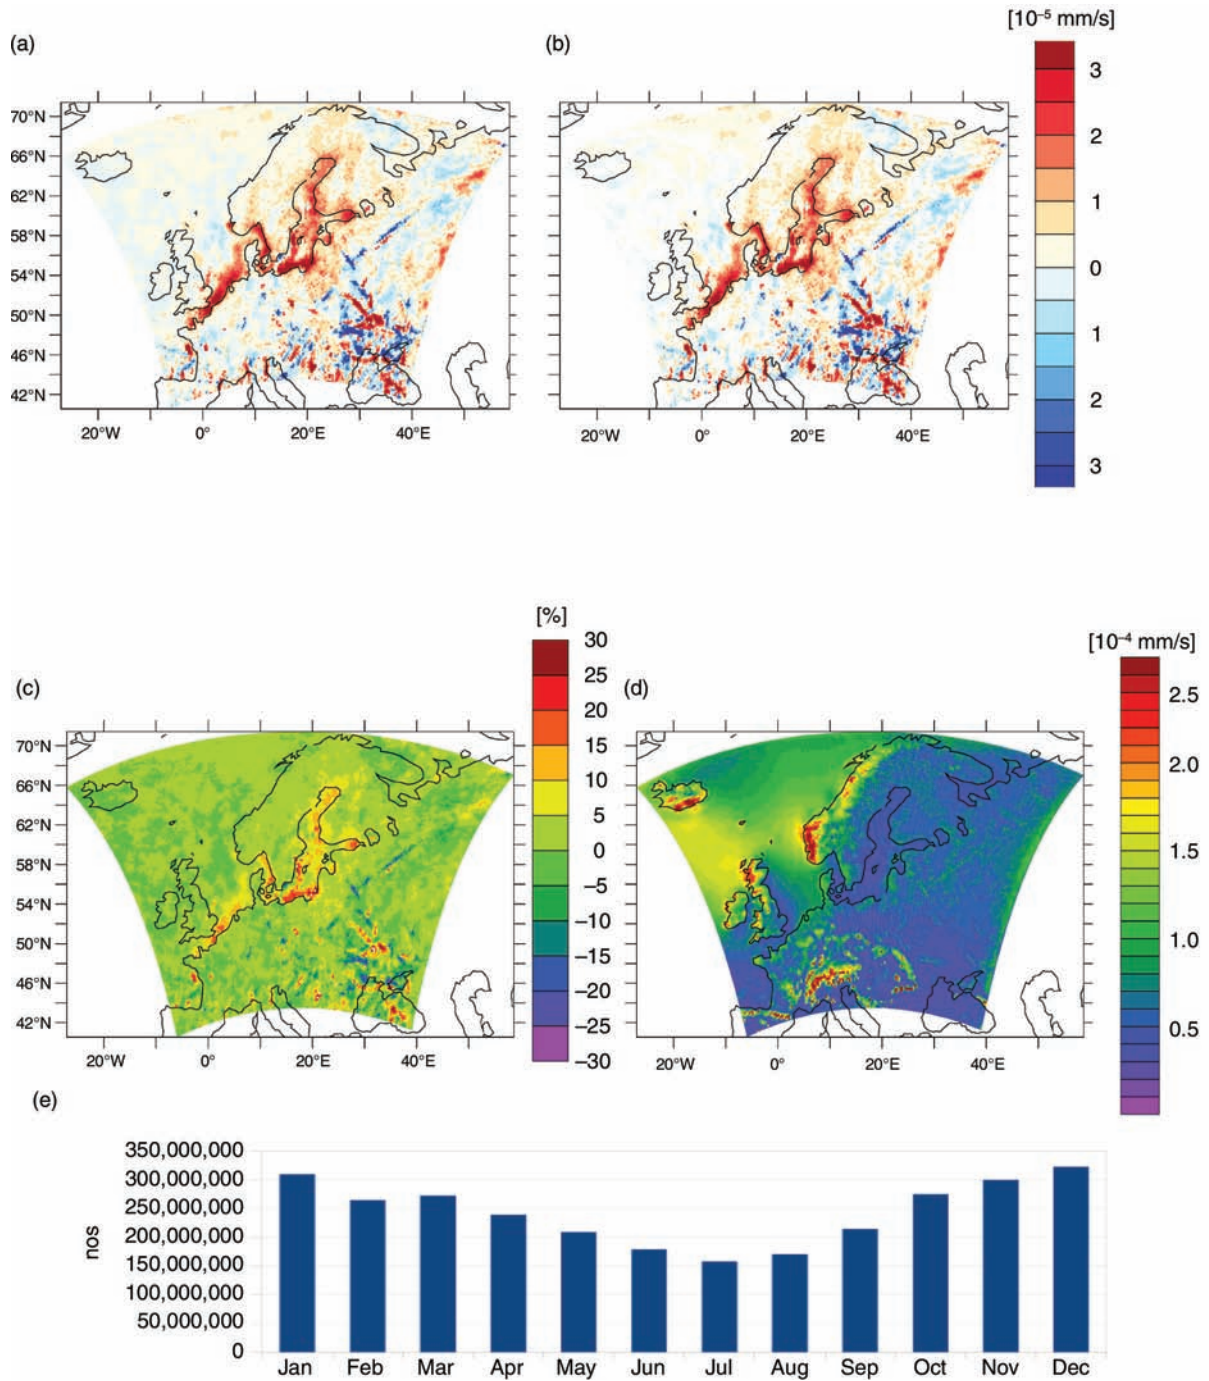 [10⁻⁵ mm/s]
(a)
(b)
70°N
66°N
62°N
58°N
54°N
50°N
46°N
42°N
20°W 0° 20°E 40°E
20°W 0° 20°E 40°E
3
2
1
0
1
2
3
[%]
[10⁻⁴ mm/s]
(c)
(d)
30
25
20
15
10
5
0
−5
−10
−15
−20
−25
−30
2.5
2.0
1.5
1.0
0.5
70°N
66°N
62°N
58°N
54°N
50°N
46°N
42°N
20°W 0° 20°E 40°E
20°W 0° 20°E 40°E
(e)
350,000,000
300,000,000
250,000,000
200,000,000
150,000,000
100,000,000
50,000,000
0
nos
Jan Feb Mar Apr May Jun Jul Aug Sep Oct Nov Dec